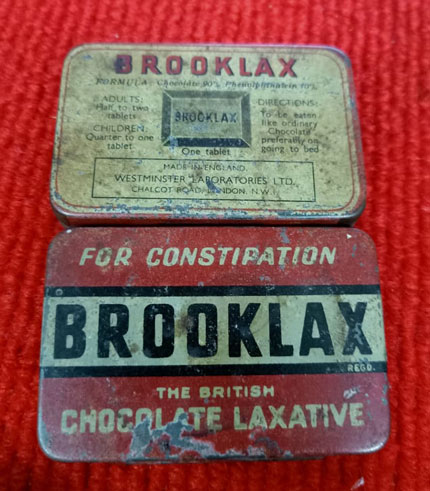 BROOKLAX
FORMULA: Chocolate 90% Phenolphthalein 10%
ADULTS:
Half to two
tablets
CHILDREN:
Quarter to one
tablet
BROOKLAX
One tablet
DIRECTIONS:
To be eaten
like ordinary
Chocolate
preferably on
going to bed
MADE IN ENGLAND
WESTMINSTER LABORATORIES LTD.,
CHALCOT ROAD, LONDON, N.W.1.
FOR CONSTIPATION
BROOKLAX
REGD.
THE BRITISH
CHOCOLATE LAXATIVE